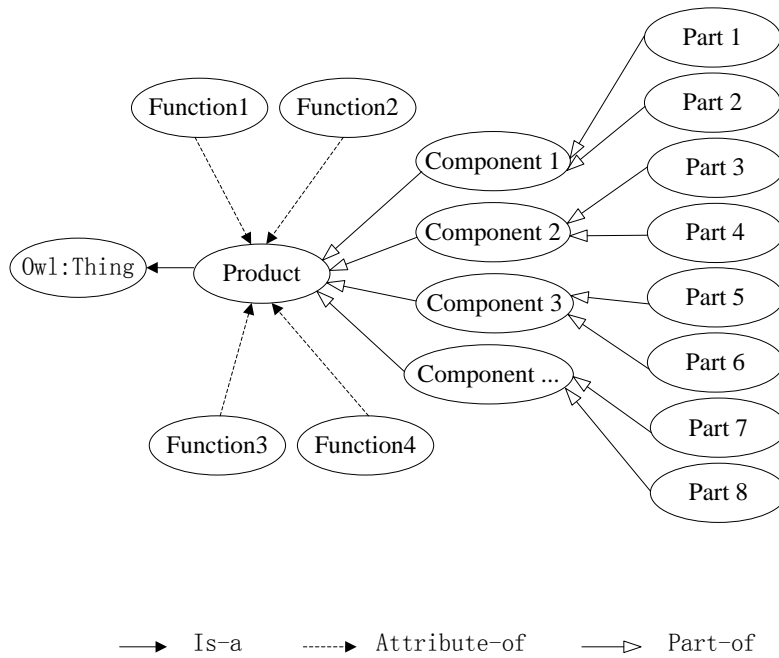 Part 1
Function1
Function2
Part 2
Component 1
Part 3
Component 2
Part 4
Owl:Thing
Product
Component 3
Part 5
Component ...
Part 6
Function3
Function4
Part 7
Part 8
Is-a
Attribute-of
Part-of